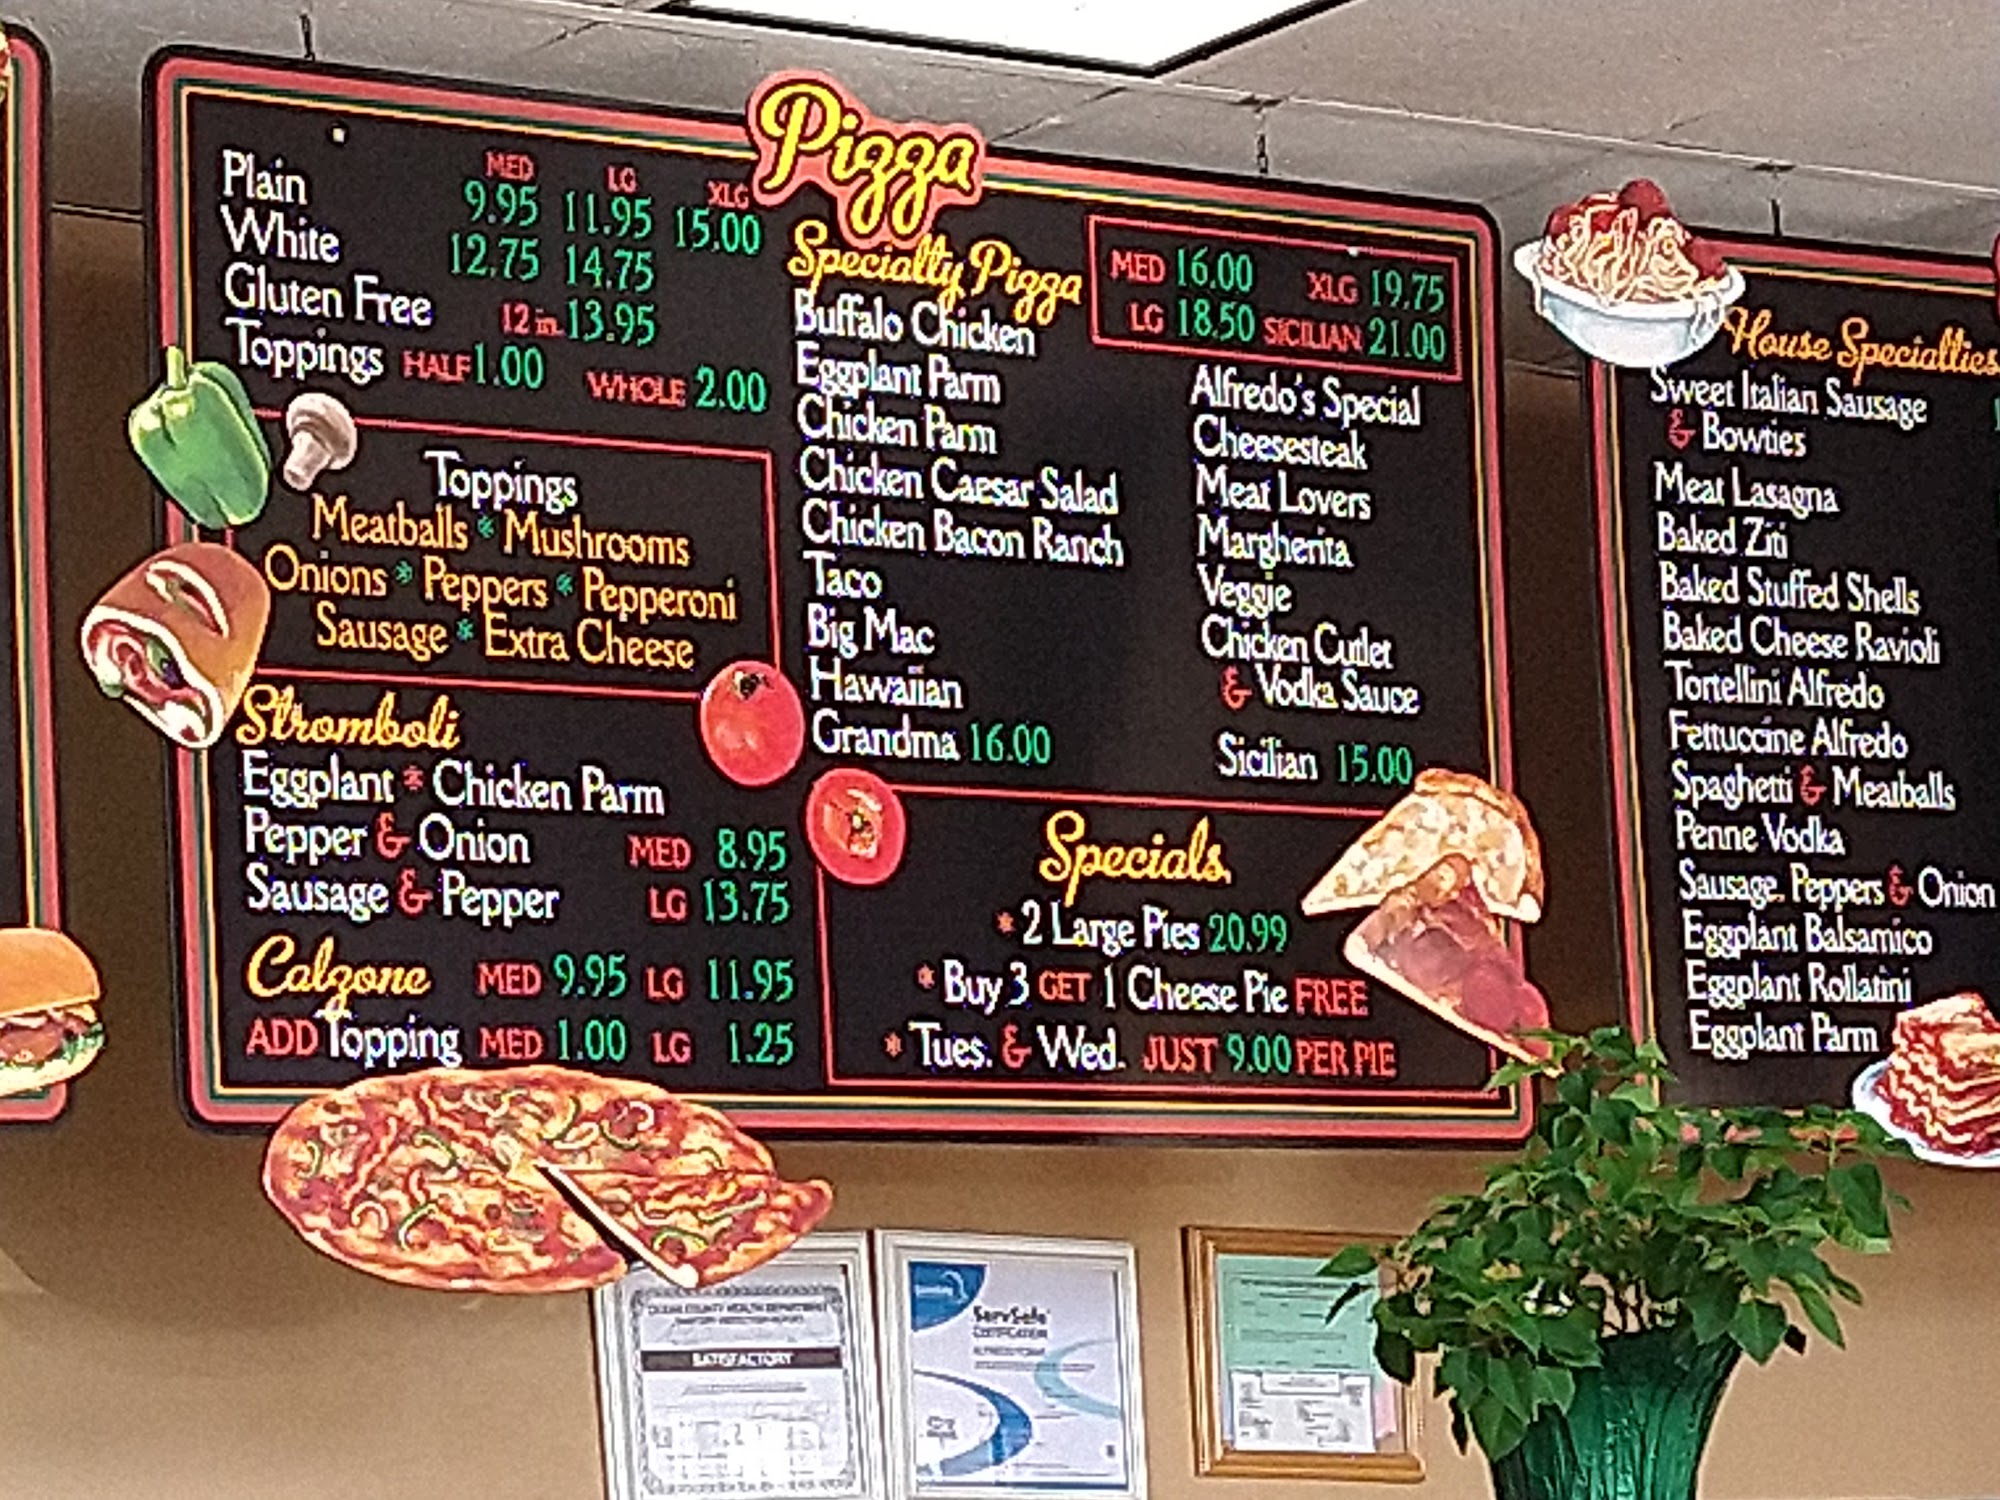 Pizza
MED LG XLG
Plain 9.95 11.95 15.00
White 12.75 14.75
Gluten Free 12 in. 13.95
Toppings HALF 1.00 WHOLE 2.00
Toppings
Meatballs * Mushrooms
Onions * Peppers * Pepperoni
Sausage * Extra Cheese
Stromboli
Eggplant * Chicken Parm
Pepper & Onion MED 8.95
Sausage & Pepper LG 13.75
Calzone MED 9.95 LG 11.95
ADD Topping MED 1.00 LG 1.25
Specialty Pizza
MED 16.00 XLG 19.75
LG 18.50 SICILIAN 21.00
Buffalo Chicken
Eggplant Parm
Chicken Parm
Chicken Caesar Salad
Chicken Bacon Ranch
Taco
Big Mac
Hawaiian
Grandma 16.00
Alfredo's Special
Cheesesteak
Meat Lovers
Margherita
Veggie
Chicken Cutlet
& Vodka Sauce
Sicilian 15.00
Specials
* 2 Large Pies 20.99
* Buy 3 GET 1 Cheese Pie FREE
* Tues. & Wed. JUST 9.00 PER PIE
House Specialties
Sweet Italian Sausage
& Bowties
Meat Lasagna
Baked Ziti
Baked Stuffed Shells
Baked Cheese Ravioli
Tortellini Alfredo
Fettuccine Alfredo
Spaghetti & Meatballs
Penne Vodka
Sausage, Peppers & Onion
Eggplant Balsamico
Eggplant Rollatini
Eggplant Parm
OCEAN COUNTY HEALTH DEPARTMENT
SATISFACTORY
ServSafe
CERTIFICATION